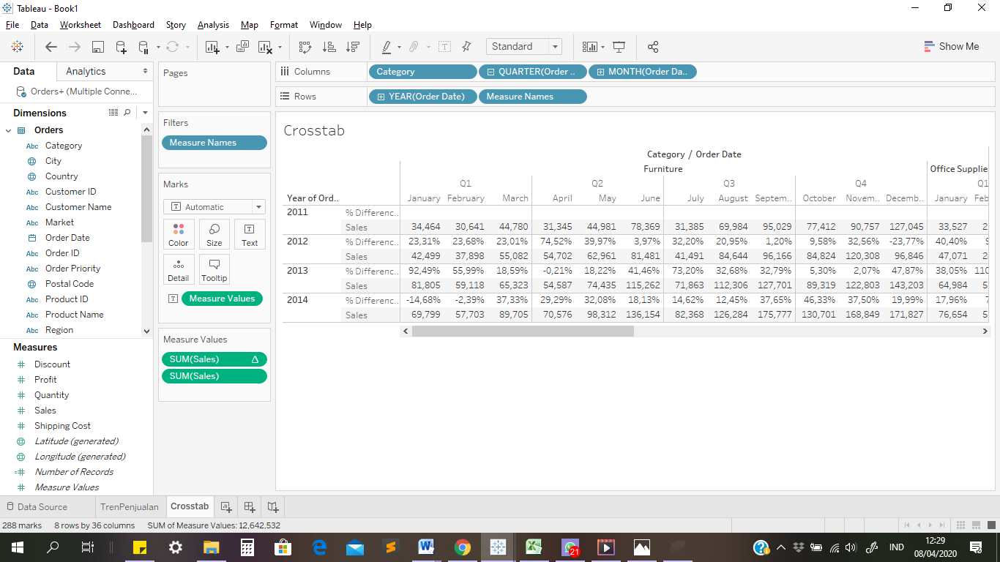 Tableau - Book1
File Data Worksheet Dashboard Story Analysis Map Format Window Help
Standard
Show Me
Data Analytics
Orders+ (Multiple Conne...
Dimensions
Orders
Abc Category
City
Country
Abc Customer ID
Abc Customer Name
Abc Market
Order Date
Abc Order ID
Abc Order Priority
Postal Code
Abc Product ID
Abc Product Name
Abc Region
Measures
Discount
Profit
Quantity
Sales
Shipping Cost
Latitude (generated)
Longitude (generated)
Number of Records
Measure Values
Pages
Filters
Measure Names
Marks
Automatic
Color Size Text
Detail Tooltip
Measure Values
Measure Values
SUM(Sales) Δ
SUM(Sales)
Columns Category QUARTER(Order .. MONTH(Order Da..
Rows YEAR(Order Date) Measure Names
Crosstab
Category / Order Date
Furniture Office Supplie
Q1 Q2 Q3 Q4 Q1
Year of Ord.. January February March April May June July August Septem.. October Novem.. Decemb.. January Feb
2011 % Differenc..
Sales 34,464 30,641 44,780 31,345 44,981 78,369 31,385 69,984 95,029 77,412 90,757 127,045 33,527 2
2012 % Differenc.. 23,31% 23,68% 23,01% 74,52% 39,97% 3,97% 32,20% 20,95% 1,20% 9,58% 32,56% -23,77% 40,40% 9
Sales 42,499 37,898 55,082 54,702 62,961 81,481 41,491 84,644 96,166 84,824 120,308 96,846 47,071 2
2013 % Differenc.. 92,49% 55,99% 18,59% -0,21% 18,22% 41,46% 73,20% 32,68% 32,79% 5,30% 2,07% 47,87% 38,05% 110
Sales 81,805 59,118 65,323 54,587 74,435 115,262 71,863 112,306 127,701 89,319 122,803 143,203 64,984 5
2014 % Differenc.. -14,68% -2,39% 37,33% 29,29% 32,08% 18,13% 14,62% 12,45% 37,65% 46,33% 37,50% 19,99% 17,96% 7
Sales 69,799 57,703 89,705 70,576 98,312 136,154 82,368 126,284 175,777 130,701 168,849 171,827 76,654 5
Data Source TrenPenjualan Crosstab
288 marks 8 rows by 36 columns SUM of Measure Values: 12,642,532
21
IND
12:29
08/04/2020